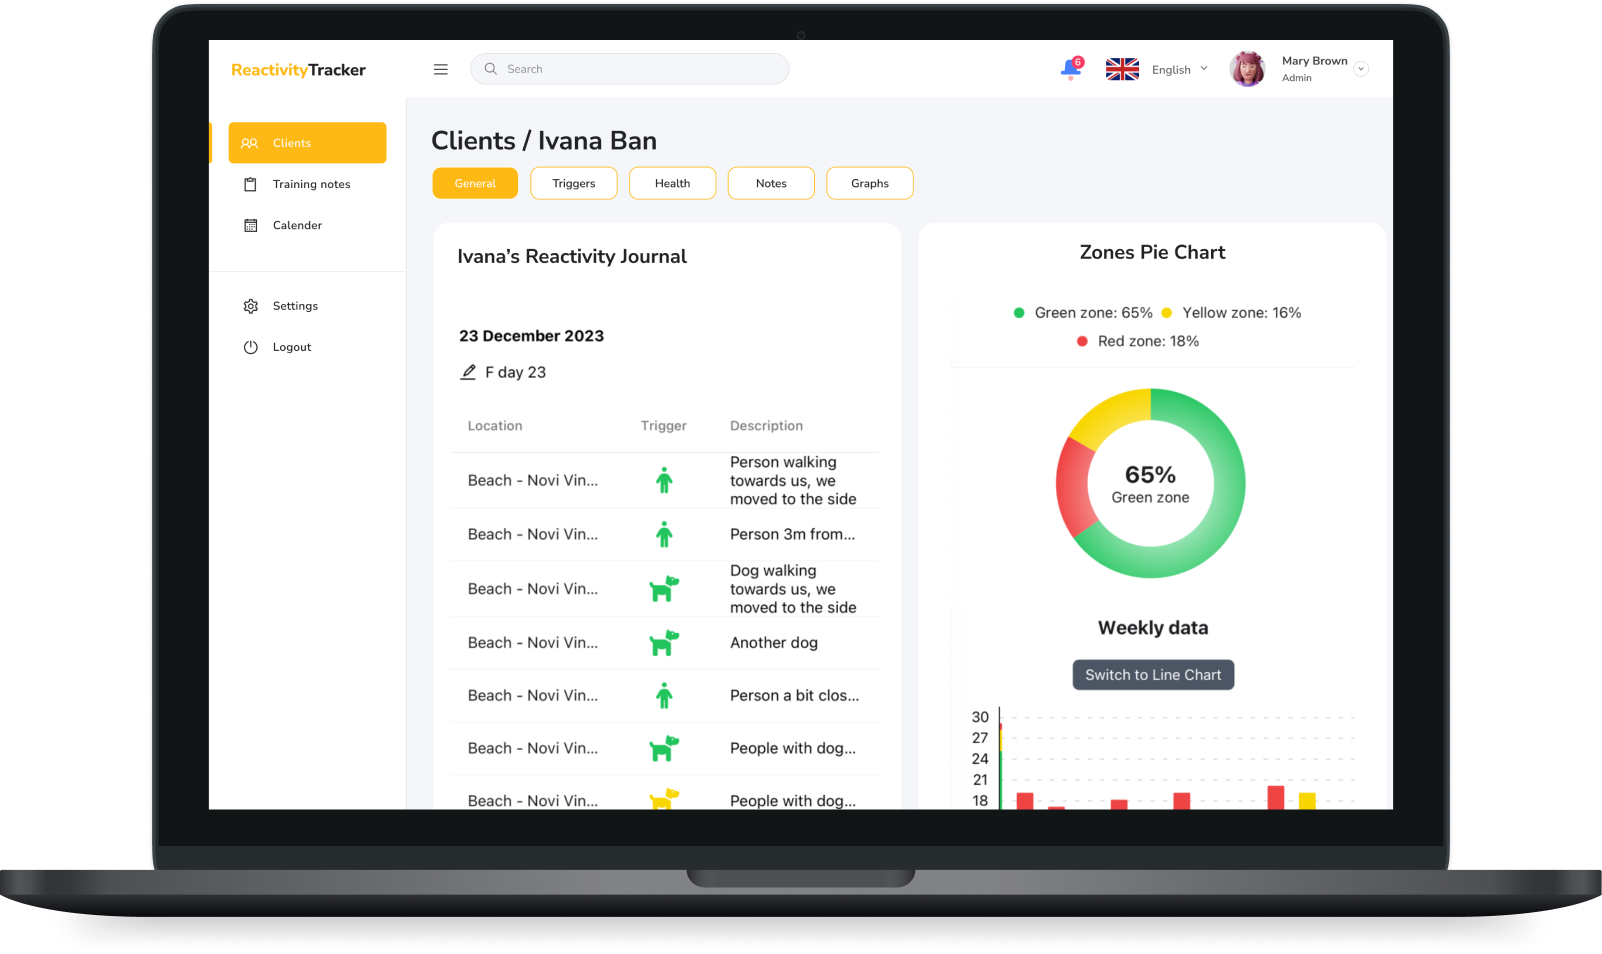 ReactivityTracker
Search
6
English
Mary Brown
Admin
Clients
Training notes
Calender
Settings
Logout
Clients / Ivana Ban
General
Triggers
Health
Notes
Graphs
Ivana's Reactivity Journal
23 December 2023
F day 23
Location Trigger Description
Beach - Novi Vin...
Person walking
towards us, we
moved to the side
Beach - Novi Vin...
Person 3m from...
Beach - Novi Vin...
Dog walking
towards us, we
moved to the side
Beach - Novi Vin...
Another dog
Beach - Novi Vin...
Person a bit clos...
Beach - Novi Vin...
People with dog...
Beach - Novi Vin...
People with dog...
Zones Pie Chart
Green zone: 65% Yellow zone: 16%
Red zone: 18%
65%
Green zone
Weekly data
Switch to Line Chart
30
27
24
21
18